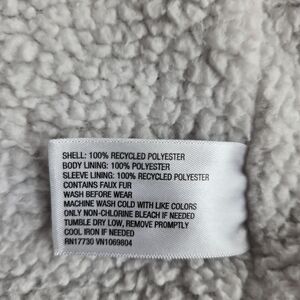 SHELL: 100% RECYCLED POLYESTER
BODY LINING: 100% POLYESTER
SLEEVE LINING: 100% RECYCLED POLYESTER
CONTAINS FAUX FUR
WASH BEFORE WEAR
MACHINE WASH COLD WITH LIKE COLORS
ONLY NON-CHLORINE BLEACH IF NEEDED
TUMBLE DRY LOW, REMOVE PROMPTLY
COOL IRON IF NEEDED
RN17730 VN1069804